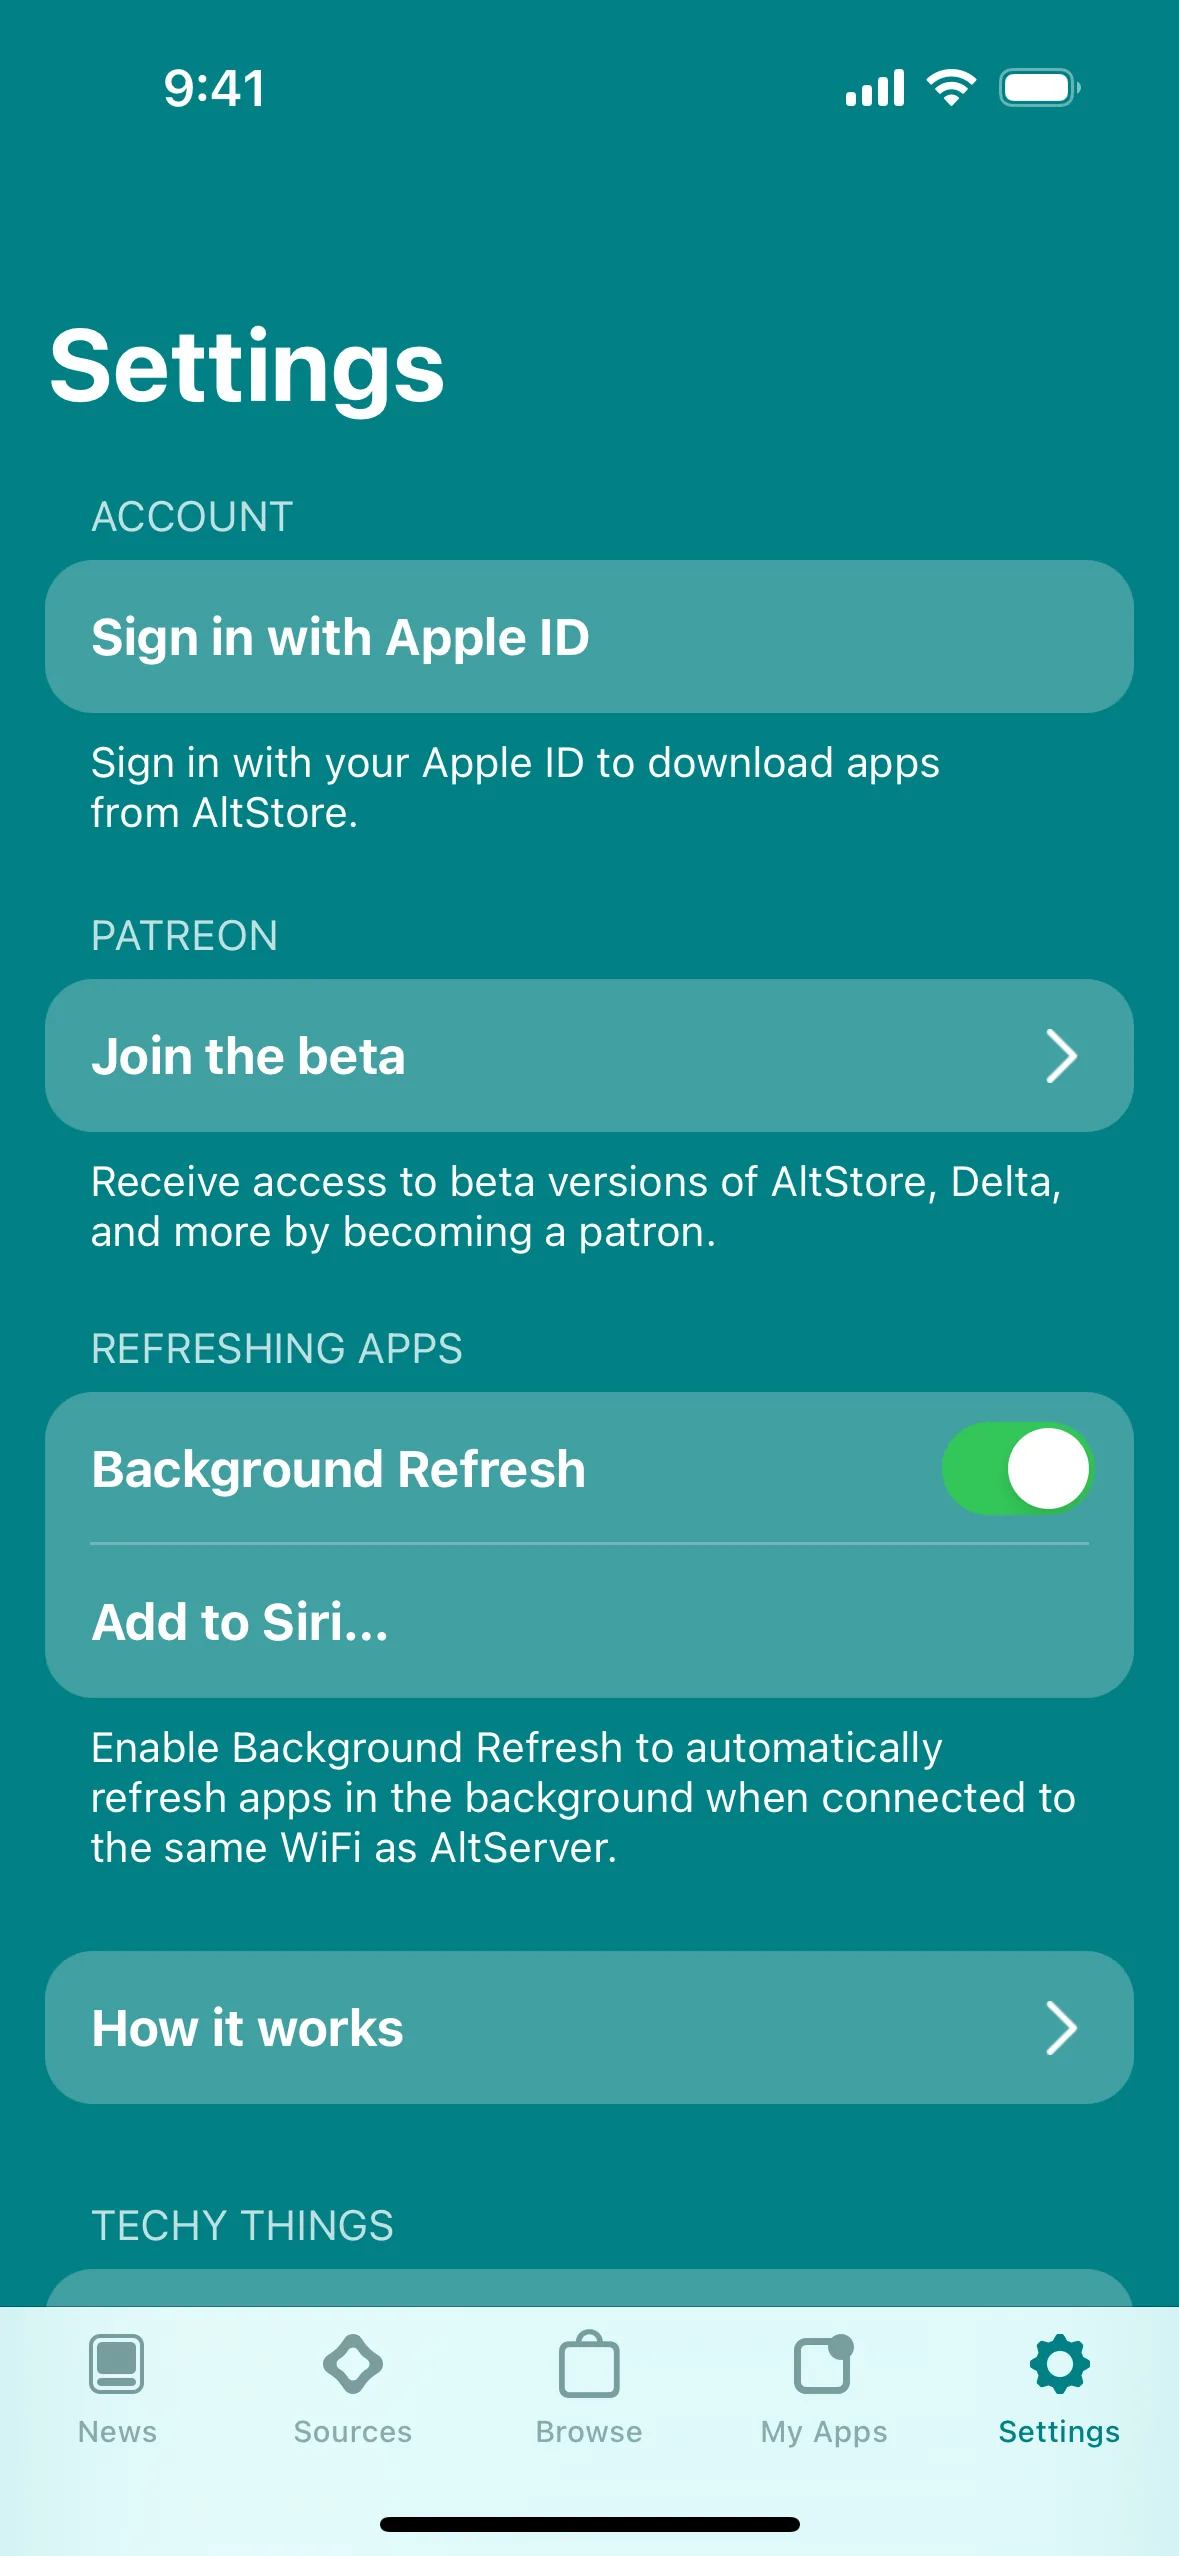 9:41
Settings
ACCOUNT
Sign in with Apple ID
Sign in with your Apple ID to download apps
from AltStore.
PATREON
Join the beta
Receive access to beta versions of AltStore, Delta,
and more by becoming a patron.
REFRESHING APPS
Background Refresh
Add to Siri...
Enable Background Refresh to automatically
refresh apps in the background when connected to
the same WiFi as AltServer.
How it works
TECHY THINGS
News
Sources
Browse
My Apps
Settings